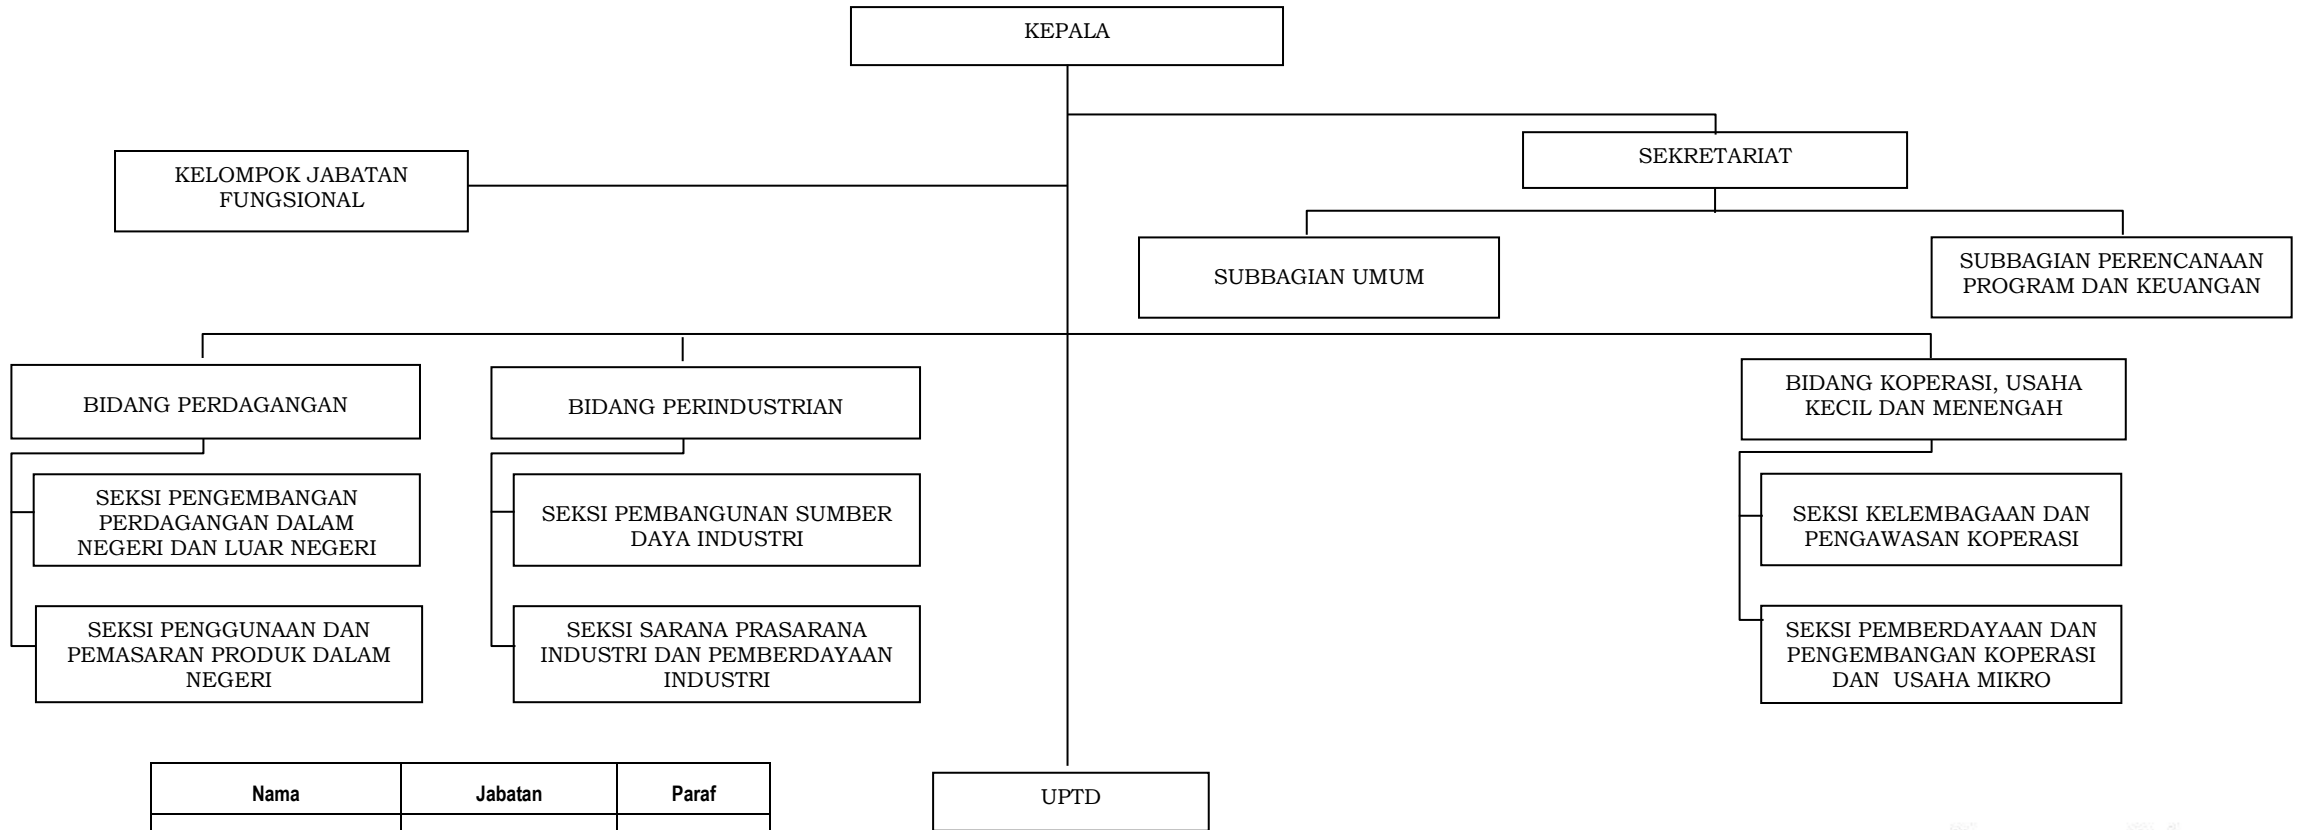 KEPALA
SEKRETARIAT
KELOMPOK JABATAN
FUNGSIONAL
SUBBAGIAN UMUM
SUBBAGIAN PERENCANAAN
PROGRAM DAN KEUANGAN
BIDANG PERDAGANGAN
BIDANG PERINDUSTRIAN
BIDANG KOPERASI, USAHA
KECIL DAN MENENGAH
SEKSI PENGEMBANGAN
PERDAGANGAN DALAM
NEGERI DAN LUAR NEGERI
SEKSI PEMBANGUNAN SUMBER
DAYA INDUSTRI
SEKSI KELEMBAGAAN DAN
PENGAWASAN KOPERASI
SEKSI PENGGUNAAN DAN
PEMASARAN PRODUK DALAM
NEGERI
SEKSI SARANA PRASARANA
INDUSTRI DAN PEMBERDAYAAN
INDUSTRI
SEKSI PEMBERDAYAAN DAN
PENGEMBANGAN KOPERASI
DAN  USAHA MIKRO
Nama Jabatan Paraf
UPTD